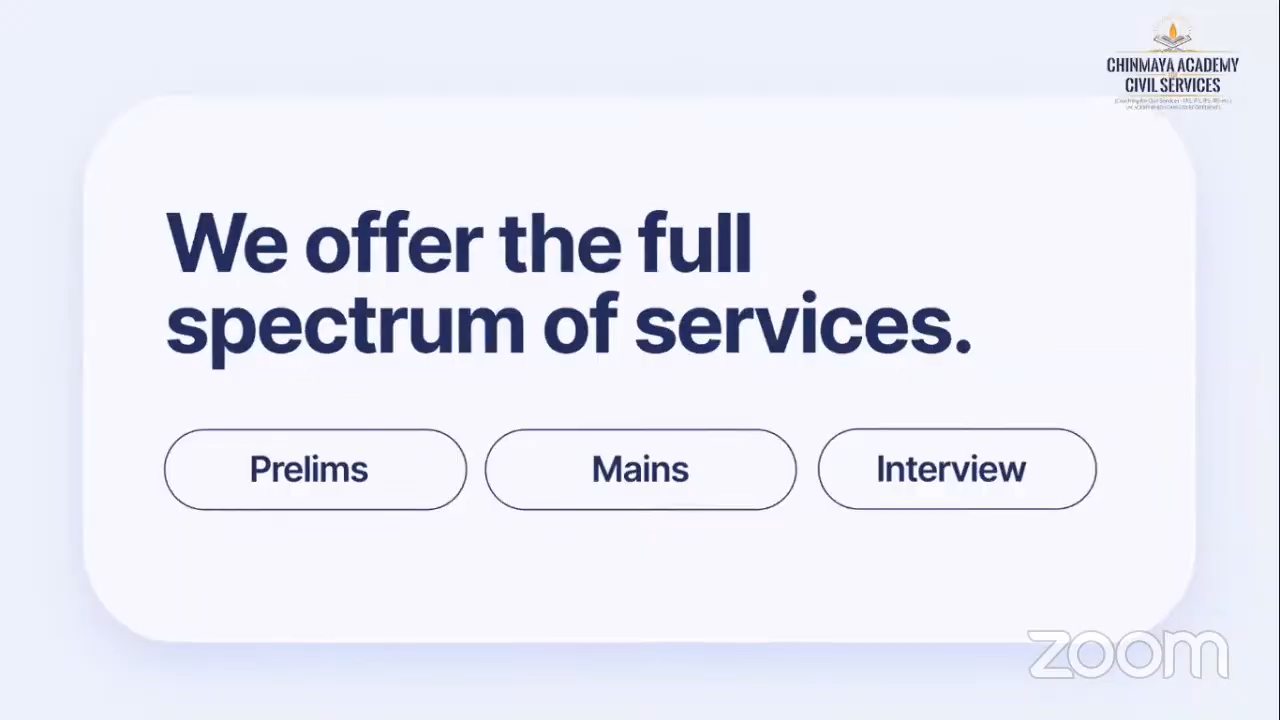 CHINMAYA ACADEMY
CIVIL SERVICES
We offer the full
spectrum of services.
Prelims
Mains
Interview
zoom